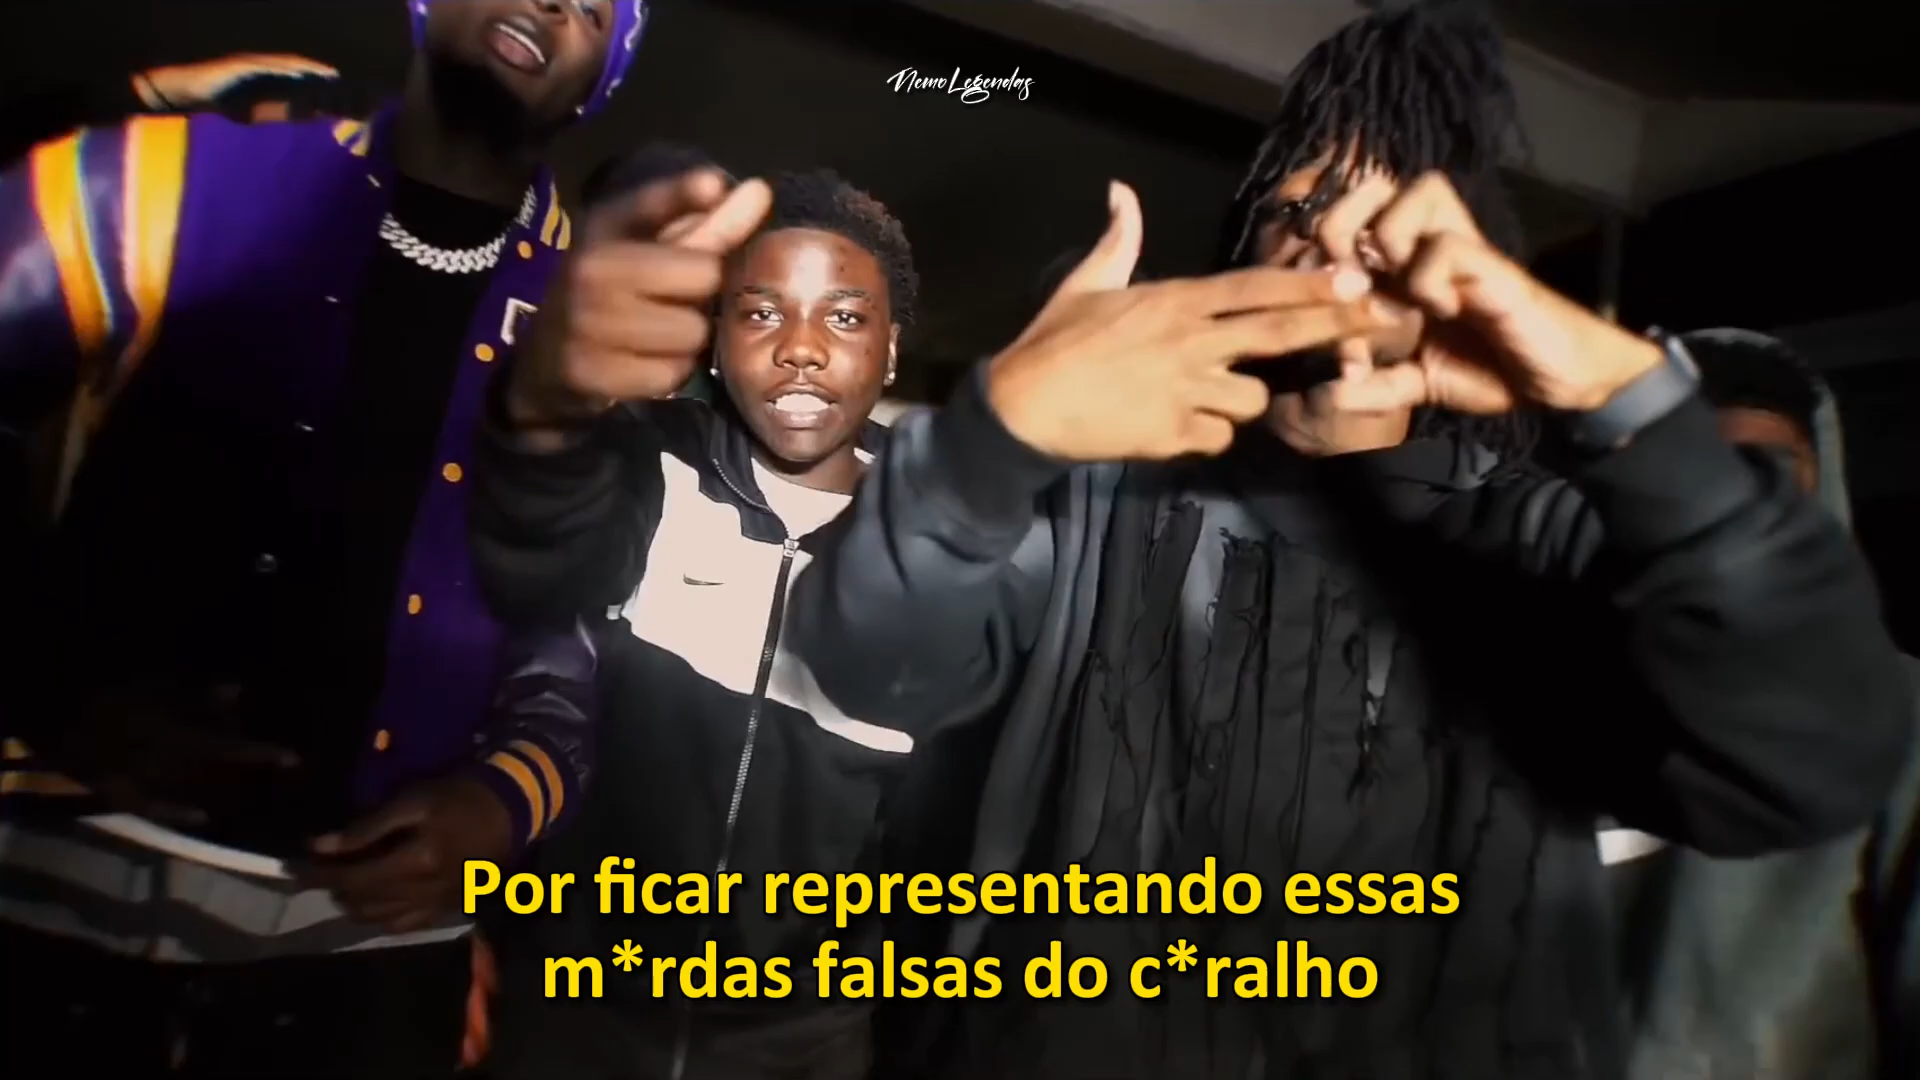 Nemo Legendas
Por ficar representando essas
m*rdas falsas do c*ralho